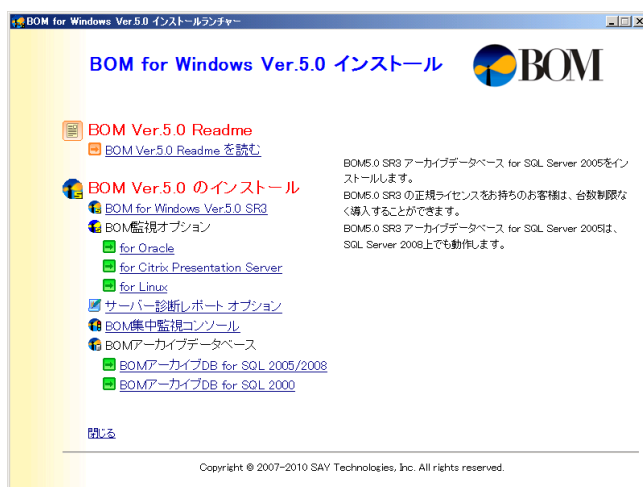 BOM for Windows Ver.5.0 インストールランチャー
BOM for Windows Ver.5.0 インストール
BOM
BOM Ver.5.0 Readme
BOM Ver.5.0 Readme を読む
BOM Ver.5.0 のインストール
BOM for Windows Ver.5.0 SR3
BOM監視オプション
for Oracle
for Citrix Presentation Server
for Linux
サーバー診断レポート オプション
BOM集中監視コンソール
BOMアーカイブデータベース
BOMアーカイブDB for SQL 2005/2008
BOMアーカイブDB for SQL 2000
閉じる
BOM5.0 SR3 アーカイブデータベース for SQL Server 2005をイン
ストールします。
BOM5.0 SR3 の正規ライセンスをお持ちのお客様は、台数制限な
く導入することができます。
BOM5.0 SR3 アーカイブデータベース for SQL Server 2005は、
SQL Server 2008上でも動作します。
Copyright © 2007-2010 SAY Technologies, Inc. All rights reserved.